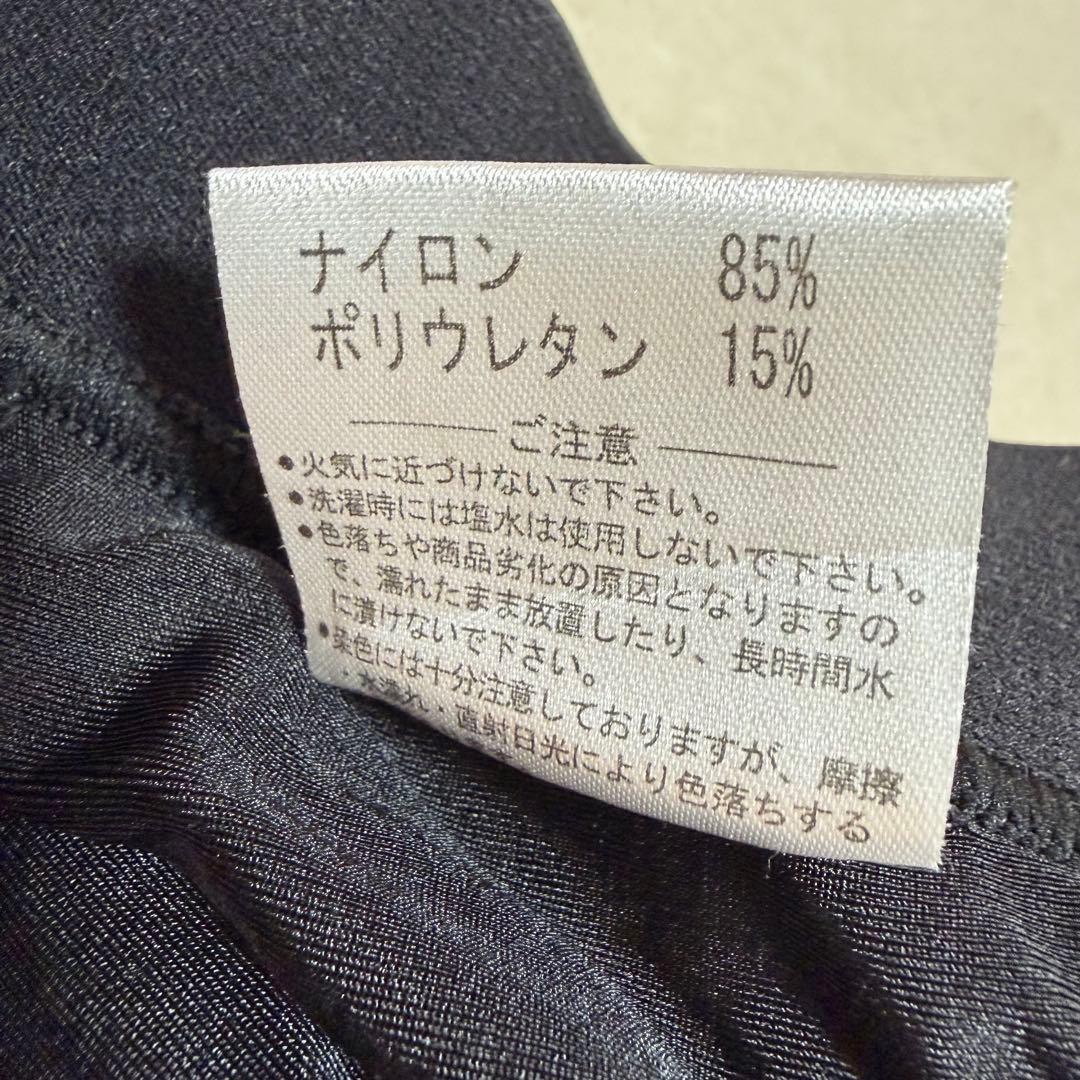 ナイロン 85%
ポリウレタン 15%
ご注意
●火気に近づけないで下さい。
●洗濯時には塩水は使用しないで下さい。
●色落ちや商品劣化の原因となりますの
で、濡れたまま放置したり、長時間水
に漬けないで下さい。
●染色には十分注意しておりますが、摩擦
・水濡れ・直射日光により色落ちする